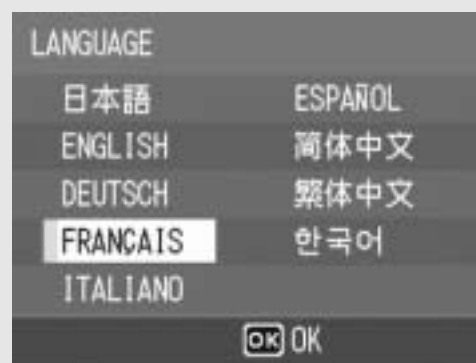 LANGUAGE
日本語
ENGLISH
DEUTSCH
FRANÇAIS
ITALIANO
ESPAÑOL
简体中文
繁体中文
한국어
OK OK